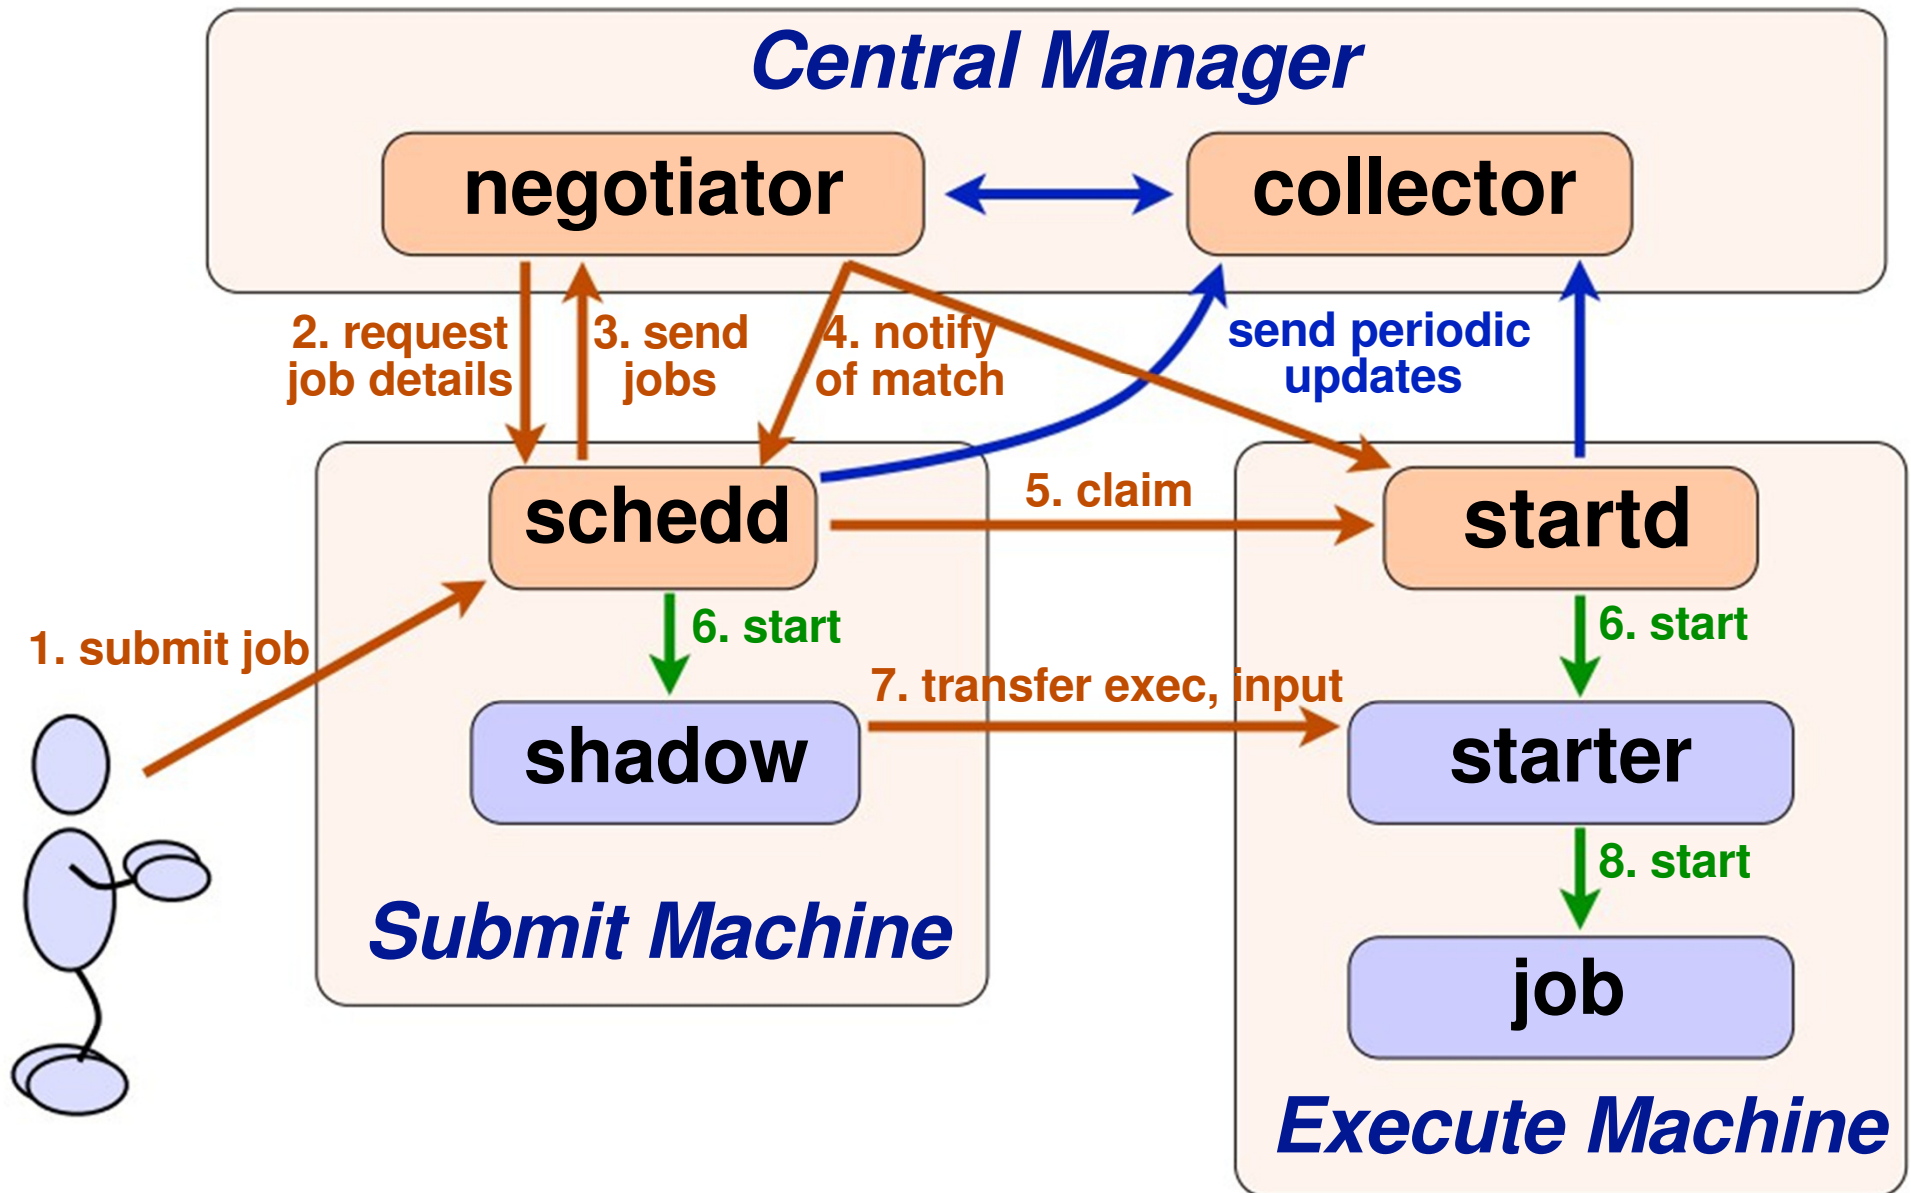 Central Manager
negotiator
collector
2. request
job details
3. send
jobs
4. notify
of match
send periodic
updates
schedd
5. claim
startd
1. submit job
6. start
6. start
7. transfer exec, input
shadow
starter
8. start
Submit Machine
job
Execute Machine